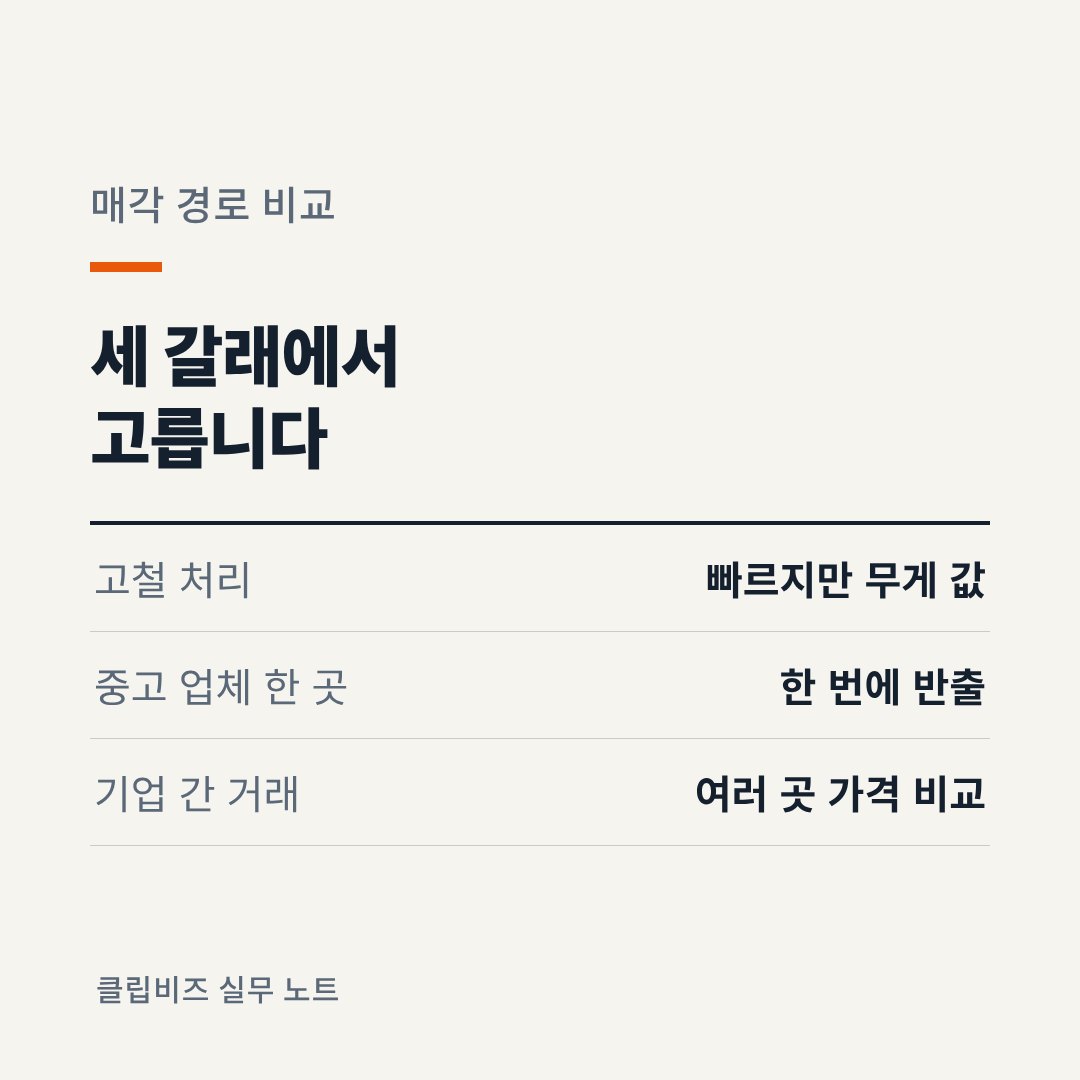 매각 경로 비교
세 갈래에서
고릅니다
고철 처리 빠르지만 무게 값
중고 업체 한 곳 한 번에 반출
기업 간 거래 여러 곳 가격 비교
클립비즈 실무 노트